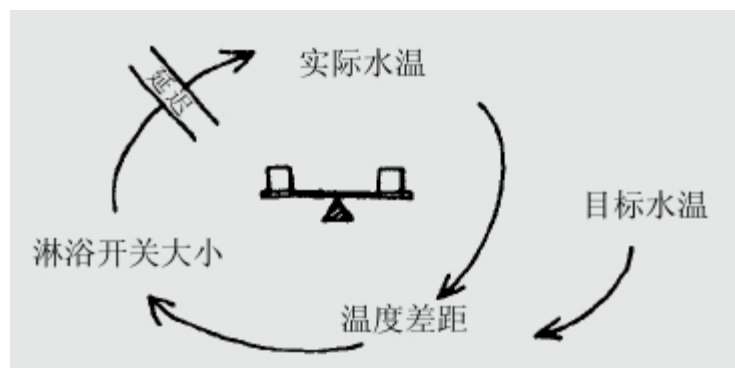 实际水温
延迟
目标水温
淋浴开关大小
温度差距